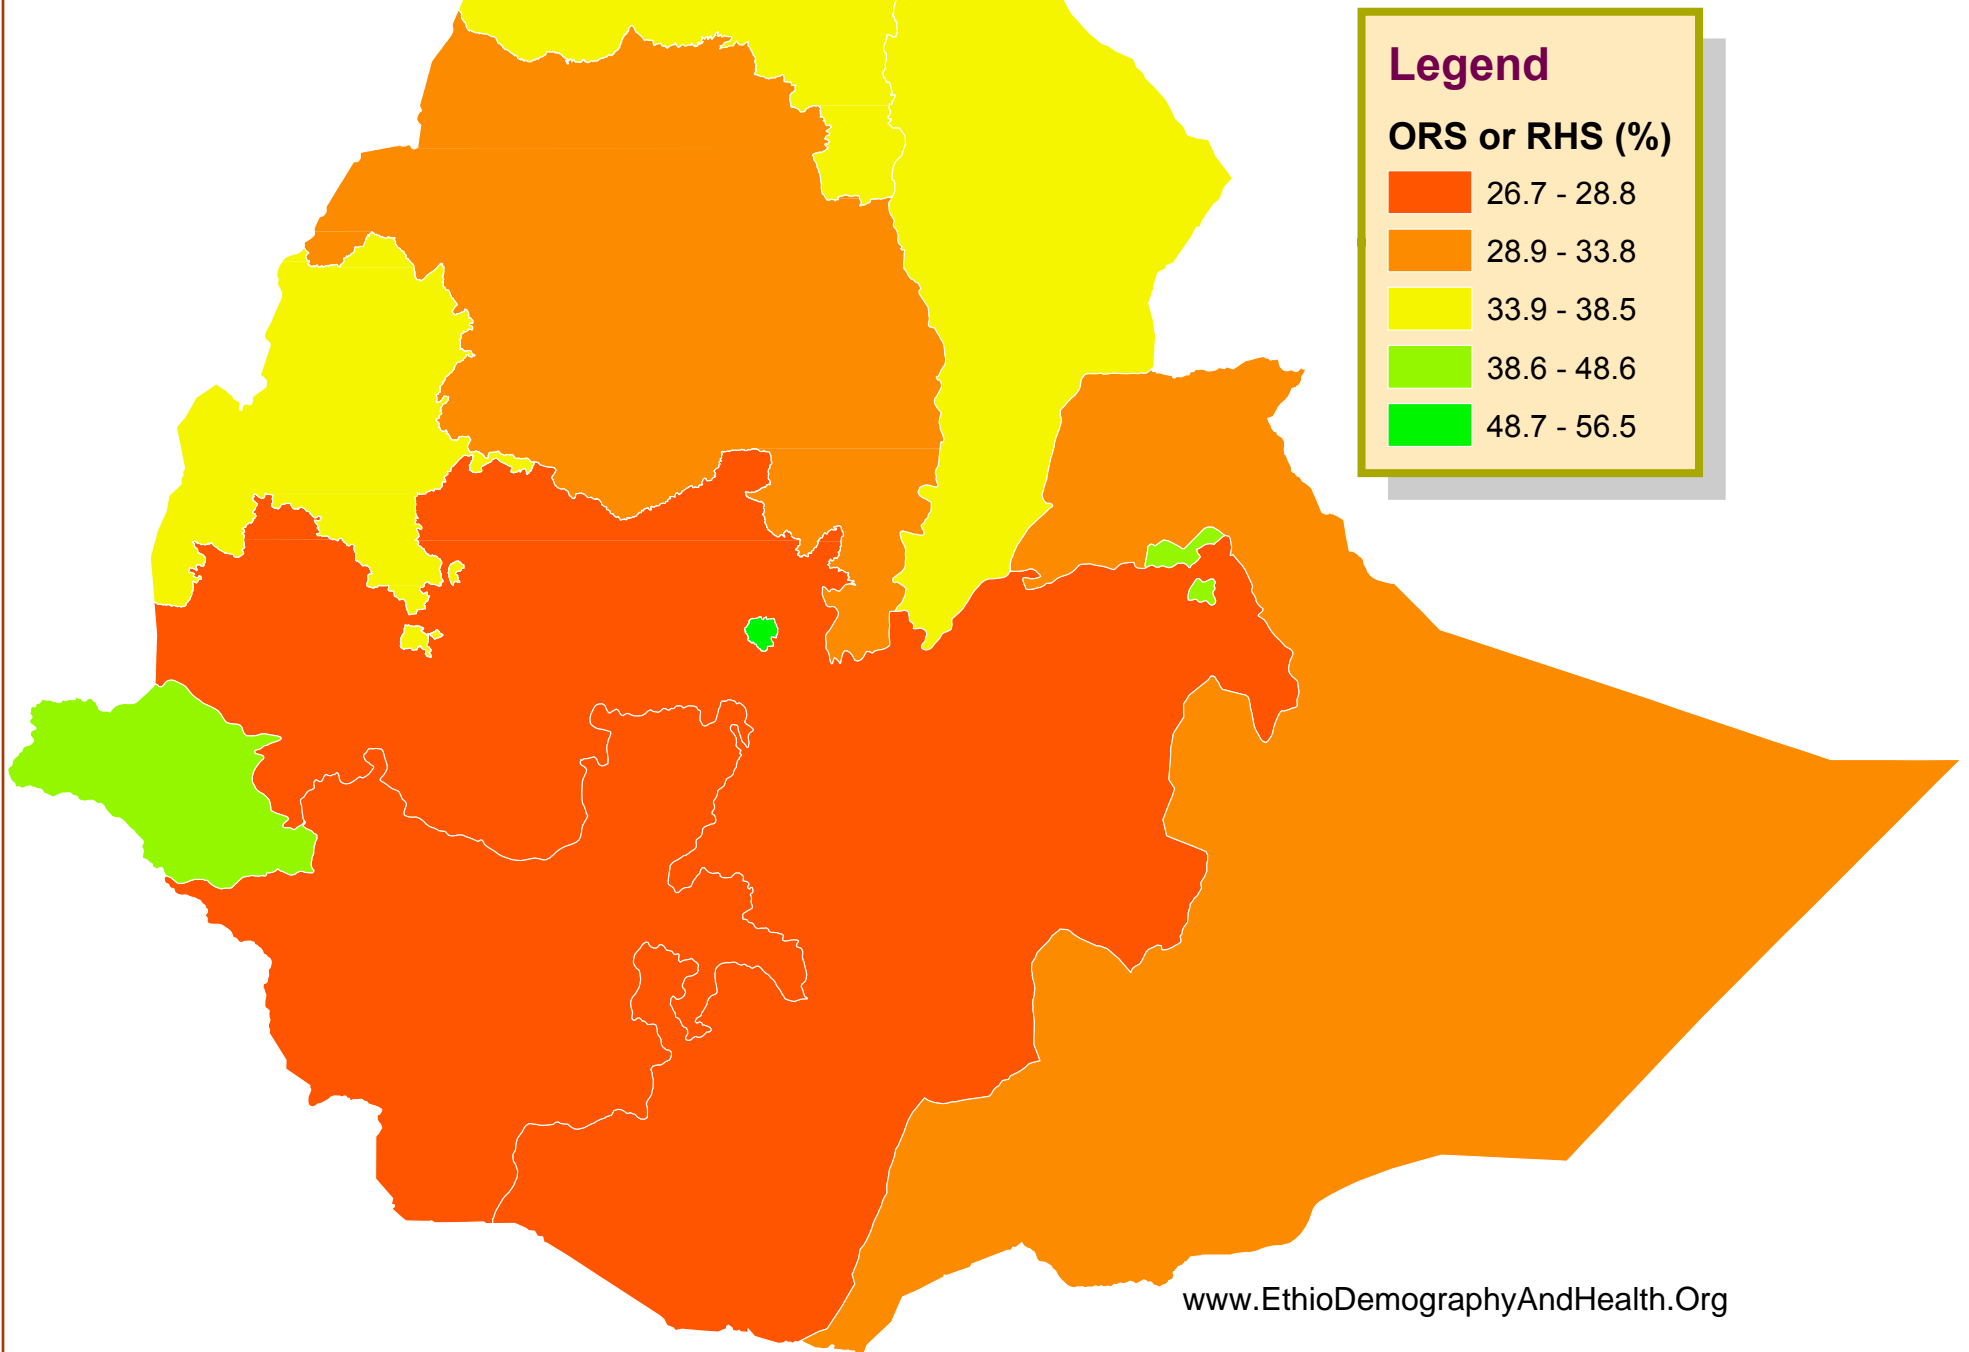 Legend
ORS or RHS (%)
26.7 - 28.8
28.9 - 33.8
33.9 - 38.5
38.6 - 48.6
48.7 - 56.5
www.EthioDemographyAndHealth.Org